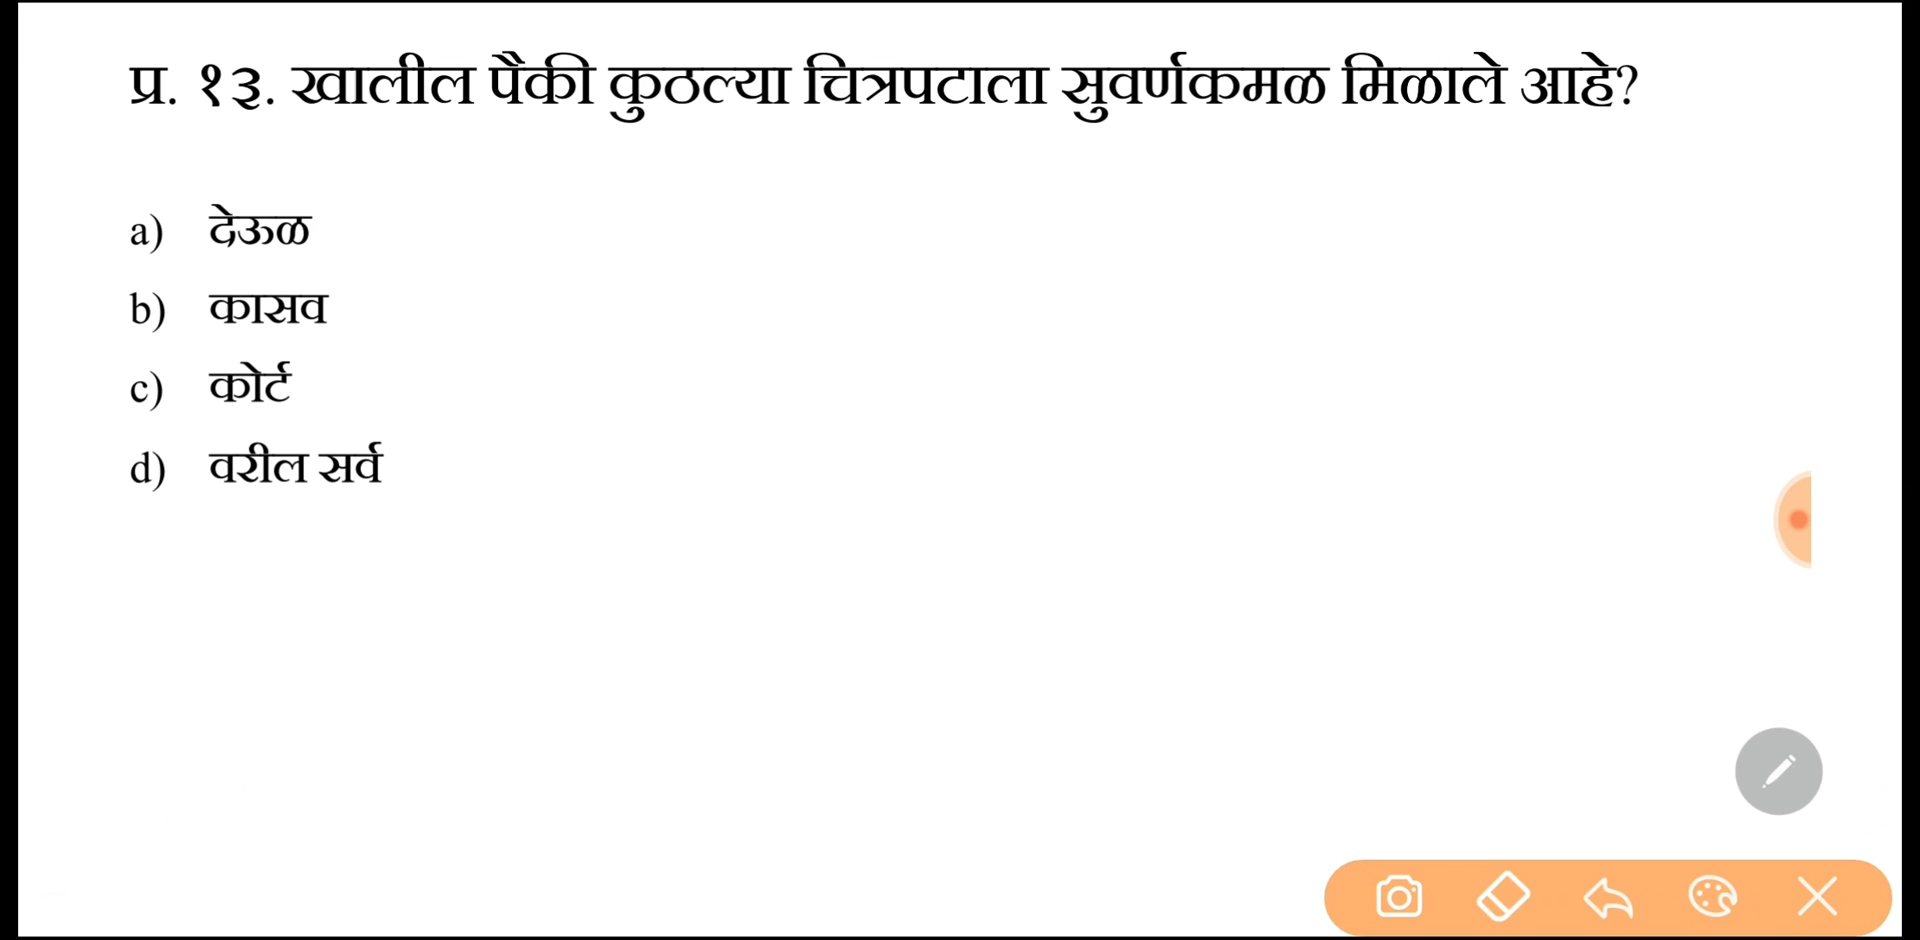 प्र. १३. खालील पैकी कुठल्या चित्रपटाला सुवर्णकमळ मिळाले आहे?
a) देऊळ
b) कासव
c) कोर्ट
d) वरील सर्व